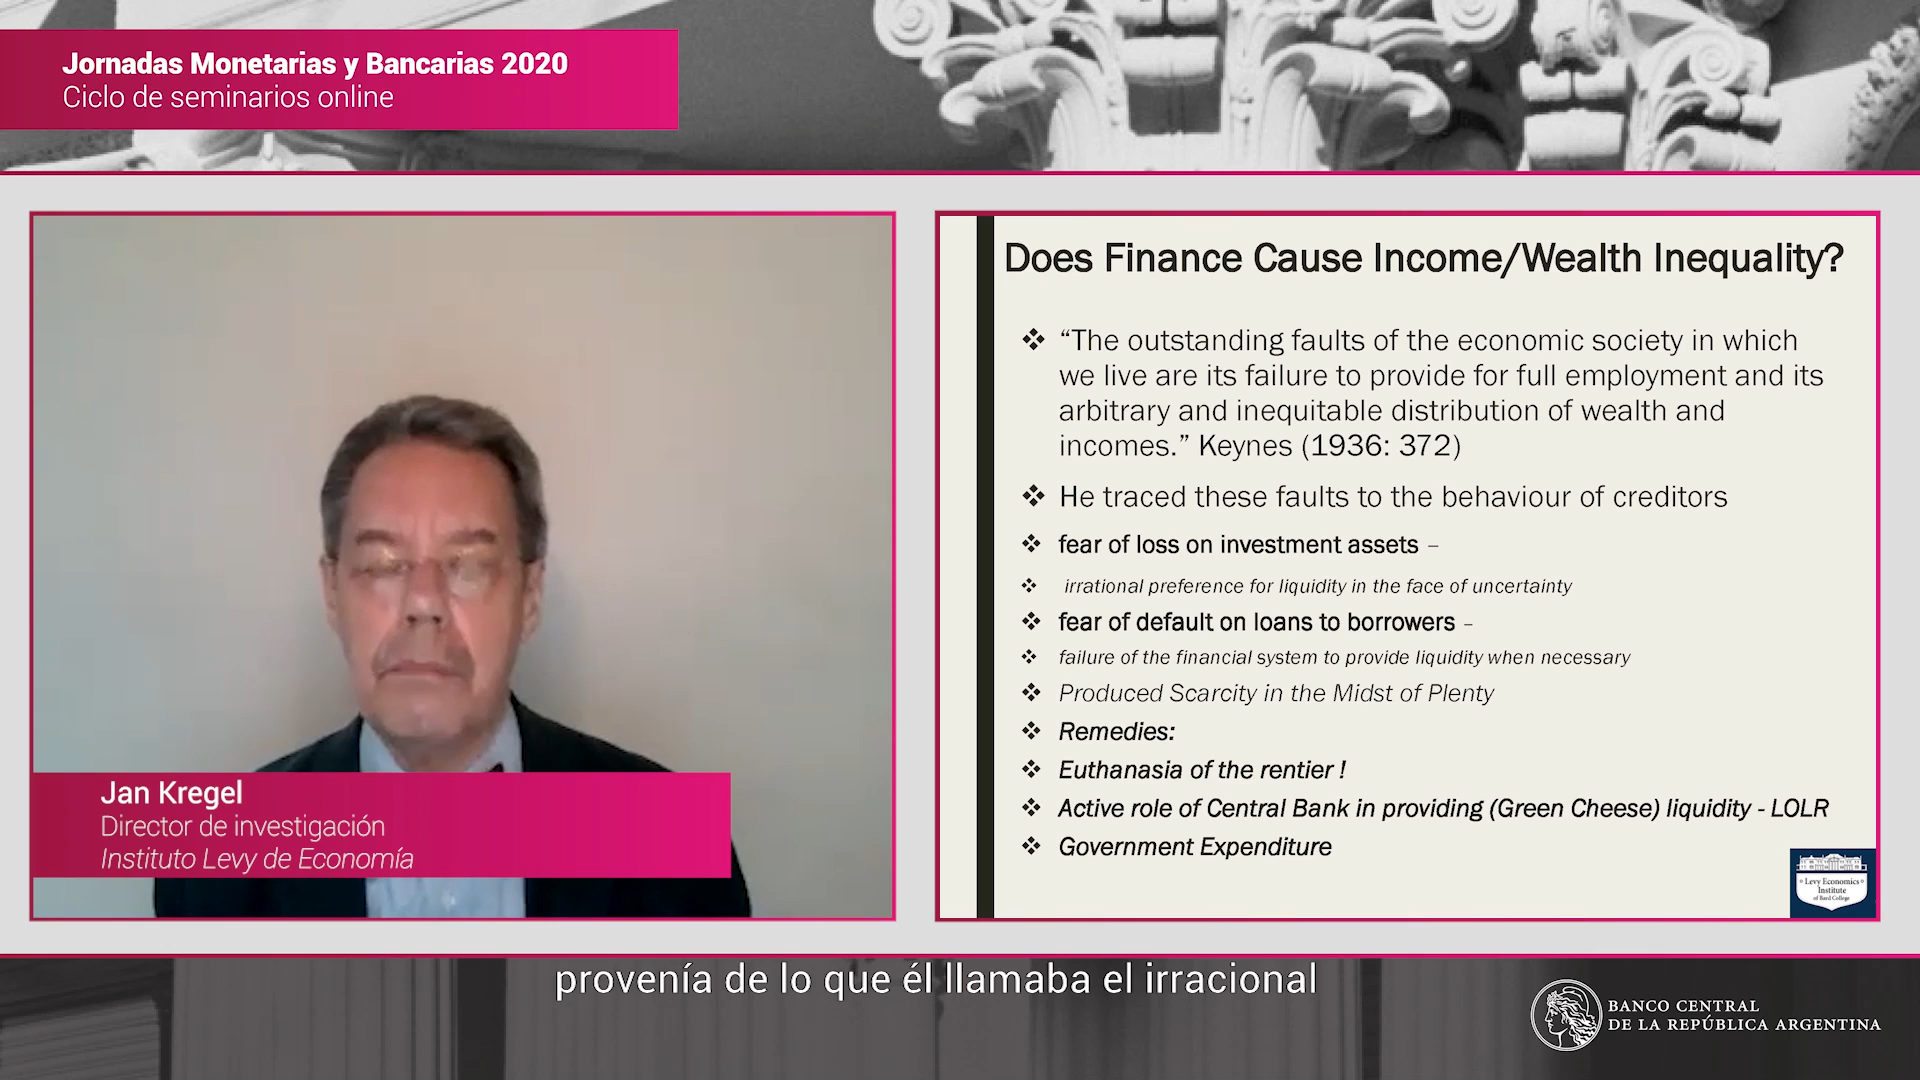 Jornadas Monetarias y Bancarias 2020
Ciclo de seminarios online
Does Finance Cause Income/Wealth Inequality?
❖ “The outstanding faults of the economic society in which
we live are its failure to provide for full employment and its
arbitrary and inequitable distribution of wealth and
incomes.” Keynes (1936: 372)
❖ He traced these faults to the behaviour of creditors
❖ fear of loss on investment assets –
❖ irrational preference for liquidity in the face of uncertainty
❖ fear of default on loans to borrowers –
❖ failure of the financial system to provide liquidity when necessary
❖ Produced Scarcity in the Midst of Plenty
❖ Remedies:
❖ Euthanasia of the rentier !
❖ Active role of Central Bank in providing (Green Cheese) liquidity - LOLR
❖ Government Expenditure
Levy Economics
Institute
of Bard College
Jan Kregel
Director de investigación
Instituto Levy de Economía
provenía de lo que él llamaba el irracional
BANCO CENTRAL
DE LA REPÚBLICA ARGENTINA